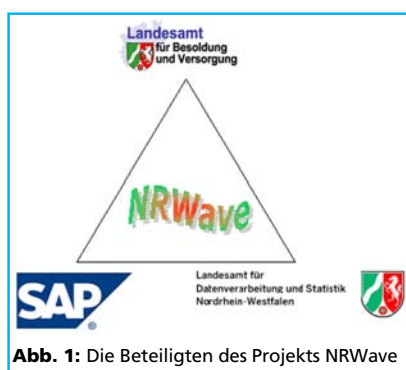 Landesamt
für Besoldung
und Versorgung
NRWave
SAP®
Landesamt für
Datenverarbeitung und Statistik
Nordrhein-Westfalen
Abb. 1: Die Beteiligten des Projekts NRWave